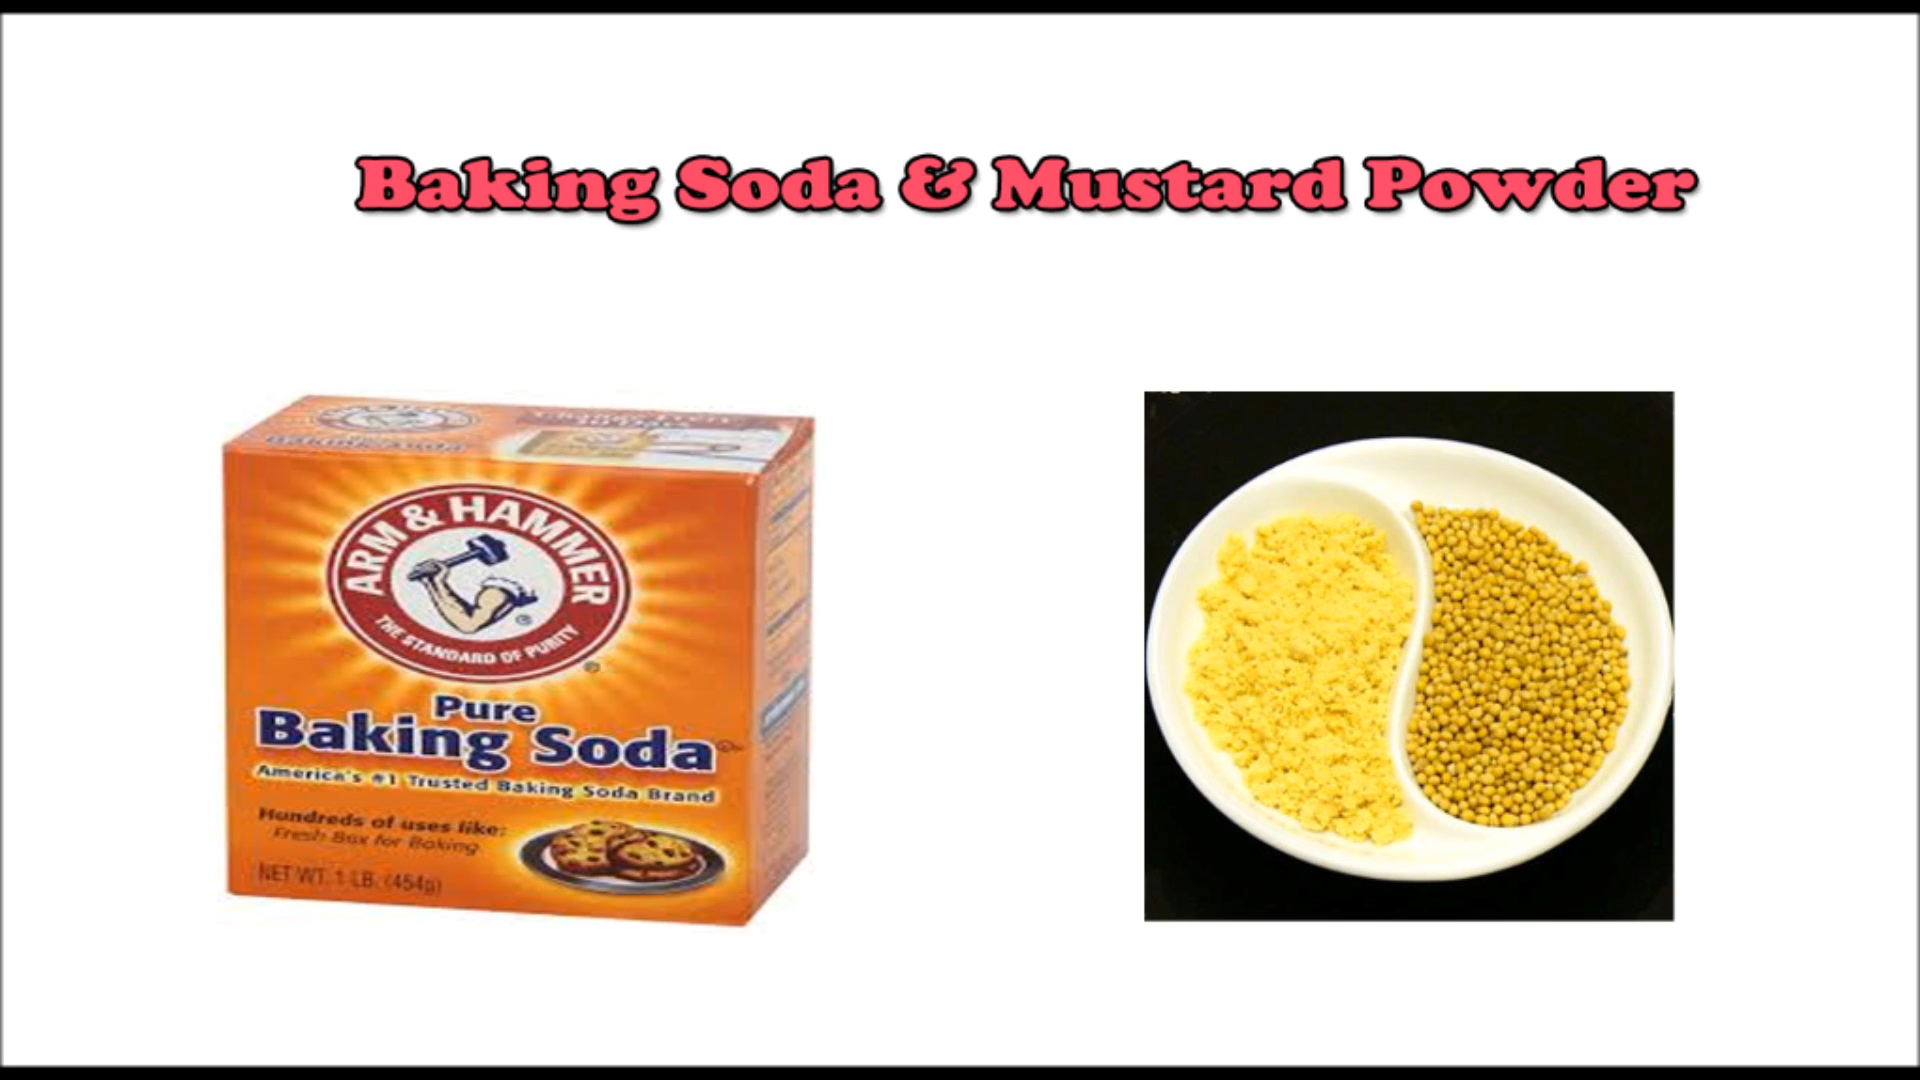 Baking Soda & Mustard Powder
ARM & HAMMER
THE STANDARD OF PURITY
Pure
Baking Soda
America's #1 Trusted Baking Soda Brand
Hundreds of uses like:
Fresh Box for Baking
NET WT. 1 LB. (454g)